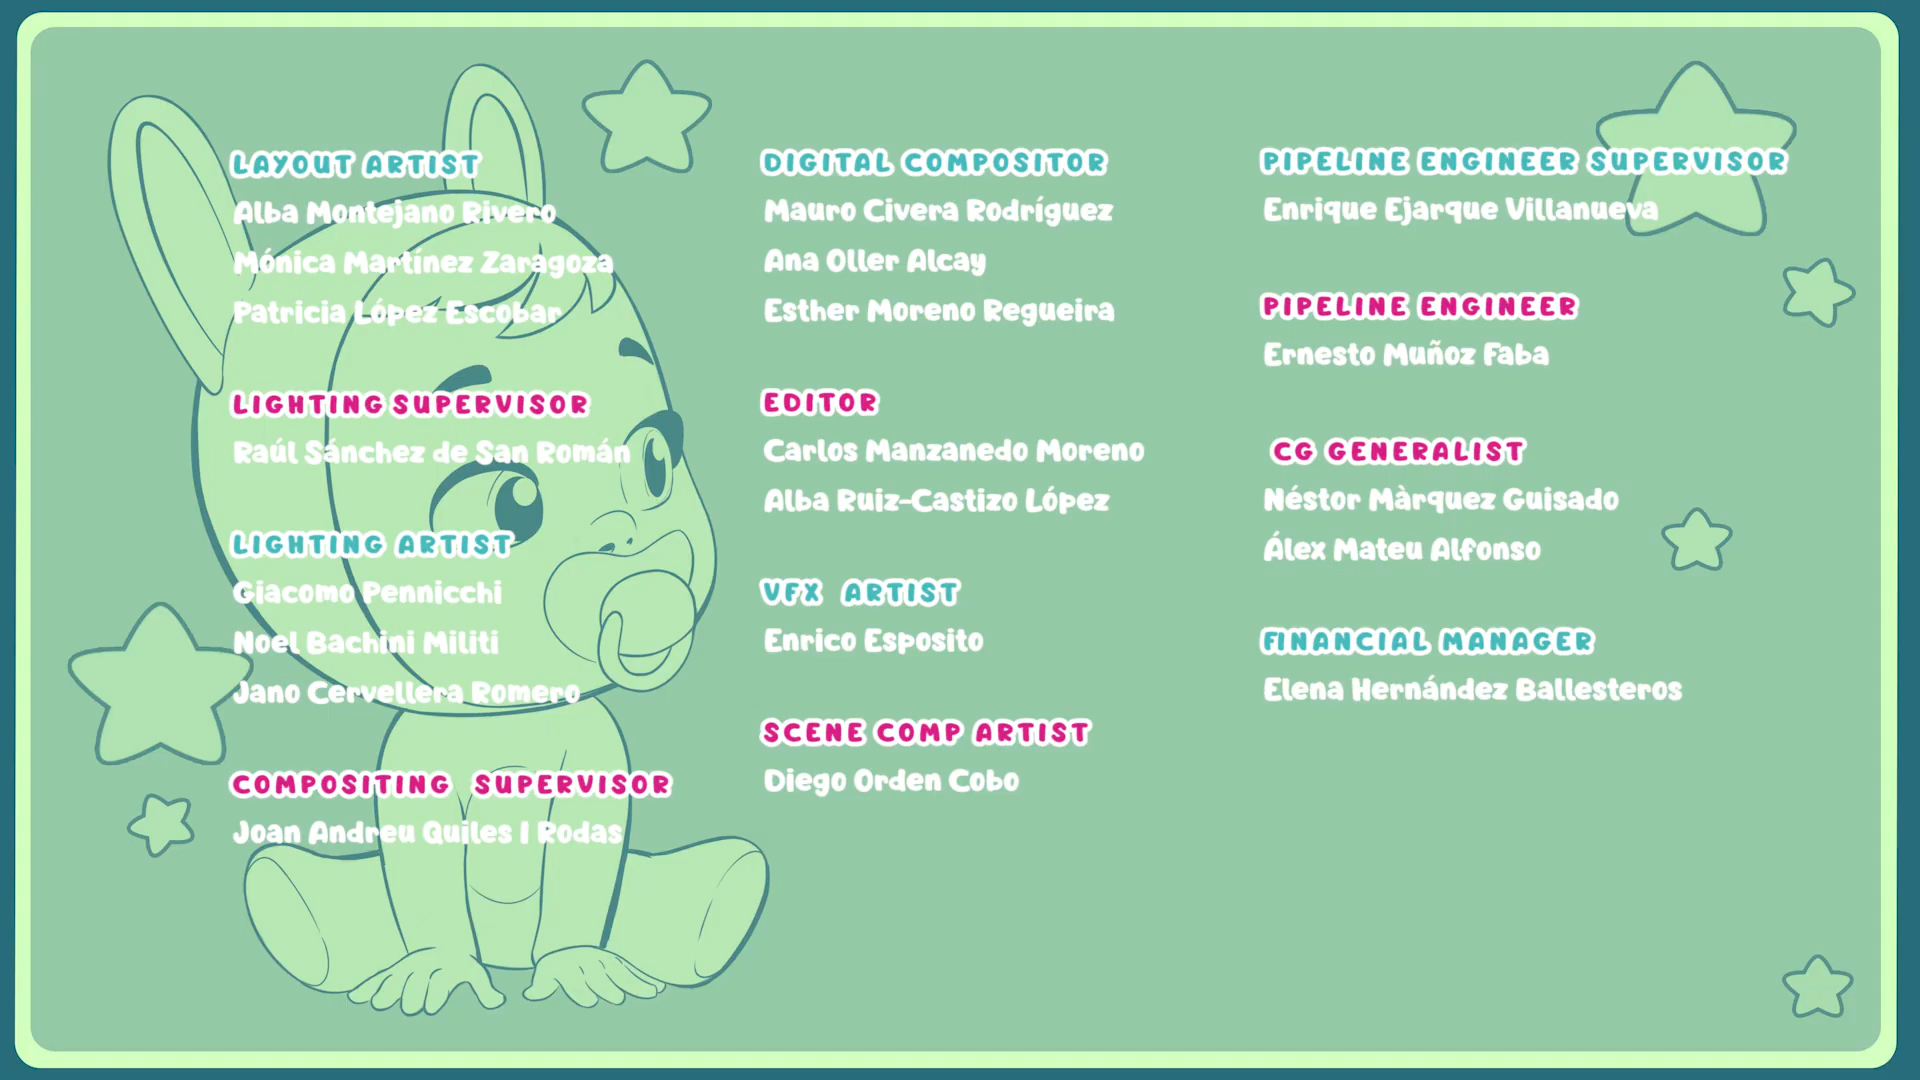 LAYOUT ARTIST
Alba Montejano Rivero
Mónica Martínez Zaragoza
Patricia López Escobar
LIGHTING SUPERVISOR
Raúl Sánchez de San Román
LIGHTING ARTIST
Giacomo Pennicchi
Noel Bachini Militi
Jano Cervellera Romero
COMPOSITING SUPERVISOR
Joan Andreu Quiles I Rodas
DIGITAL COMPOSITOR
Mauro Civera Rodríguez
Ana Oller Alcay
Esther Moreno Regueira
EDITOR
Carlos Manzanedo Moreno
Alba Ruiz-Castizo López
VFX ARTIST
Enrico Esposito
SCENE COMP ARTIST
Diego Orden Cobo
PIPELINE ENGINEER SUPERVISOR
Enrique Ejarque Villanueva
PIPELINE ENGINEER
Ernesto Muñoz Faba
CG GENERALIST
Néstor Màrquez Guisado
Álex Mateu Alfonso
FINANCIAL MANAGER
Elena Hernández Ballesteros